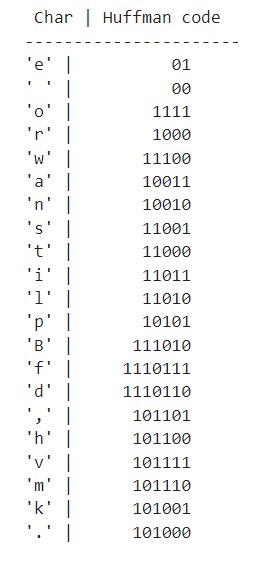 Char | Huffman code
----------------------
'e' | 01
' ' | 00
'o' | 1111
'r' | 1000
'w' | 11100
'a' | 10011
'n' | 10010
's' | 11001
't' | 11000
'i' | 11011
'l' | 11010
'p' | 10101
'B' | 111010
'f' | 1110111
'd' | 1110110
',' | 101101
'h' | 101100
'v' | 101111
'm' | 101110
'k' | 101001
'.' | 101000